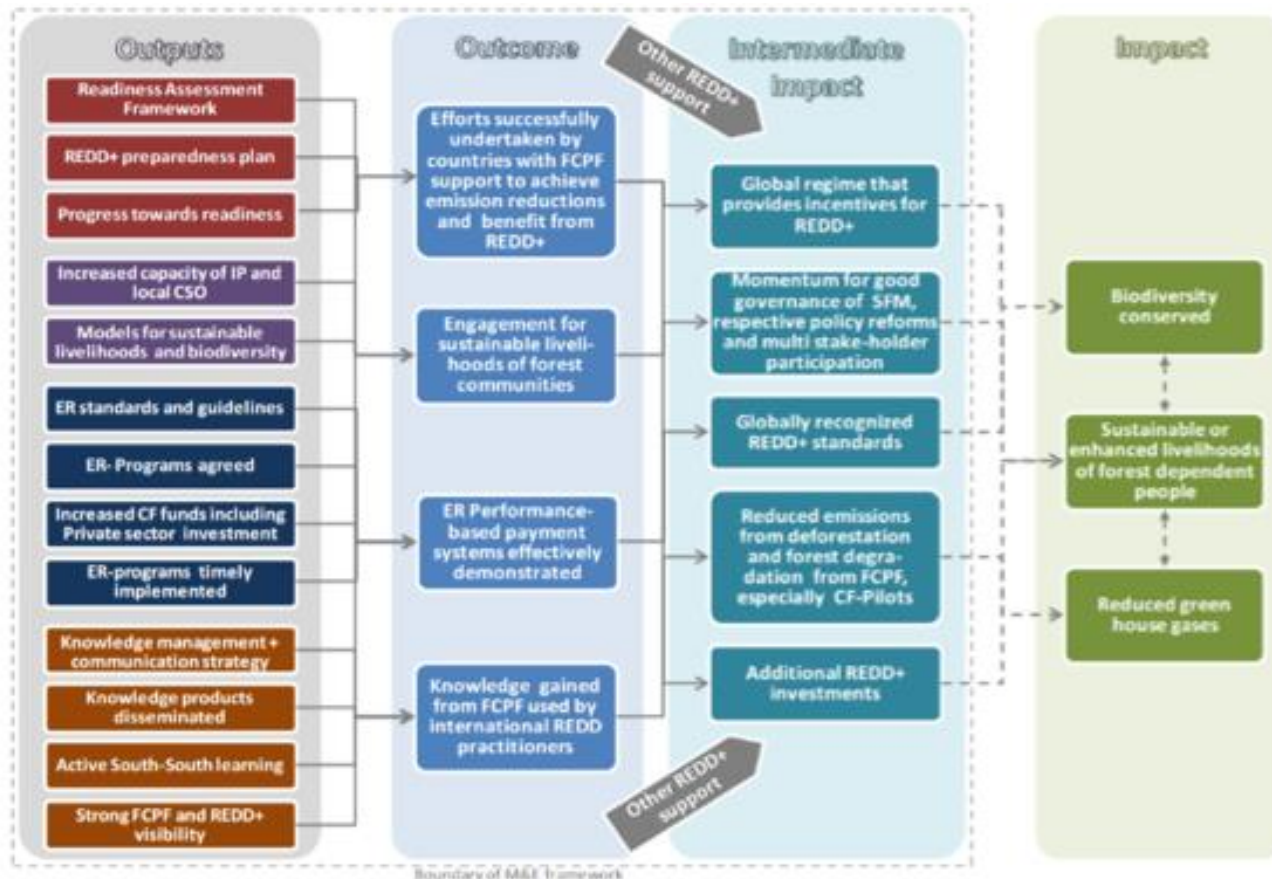 Outputs
Readiness Assessment
Framework
REDD+ preparedness plan
Progress towards readiness
Increased capacity of IP and
local CSO
Models for sustainable
livelihoods and biodiversity
ER standards and guidelines
ER- Programs agreed
Increased CF funds including
Private sector investment
ER-programs timely
implemented
Knowledge management +
communication strategy
Knowledge products
disseminated
Active South-South learning
Strong FCPF and REDD+
visibility
Outcome
Efforts successfully
undertaken by
countries with FCPF
support to achieve
emission reductions
and benefit from
REDD+
Engagement for
sustainable liveli-
hoods of forest
communities
ER Performance-
based payment
systems effectively
demonstrated
Knowledge gained
from FCPF used by
international REDD
practitioners
Other REDD+
support
Intermediate
Impact
Global regime that
provides incentives for
REDD+
Momentum for good
governance of SFM,
respective policy reforms
and multi stake-holder
participation
Globally recognized
REDD+ standards
Reduced emissions
from deforestation
and forest degra-
dation from FCPF,
especially CF-Pilots
Additional REDD+
investments
Other REDD+
support
Impact
Biodiversity
conserved
Sustainable or
enhanced livelihoods
of forest dependent
people
Reduced green
house gases
Boundary of M&E framework